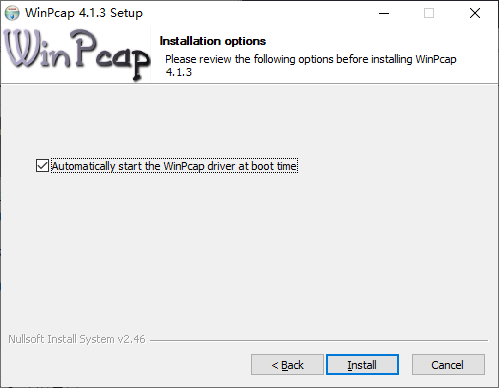 WinPcap 4.1.3 Setup
WinPcap
Installation options
Please review the following options before installing WinPcap
4.1.3
Automatically start the WinPcap driver at boot time
Nullsoft Install System v2.46
< Back
Install
Cancel